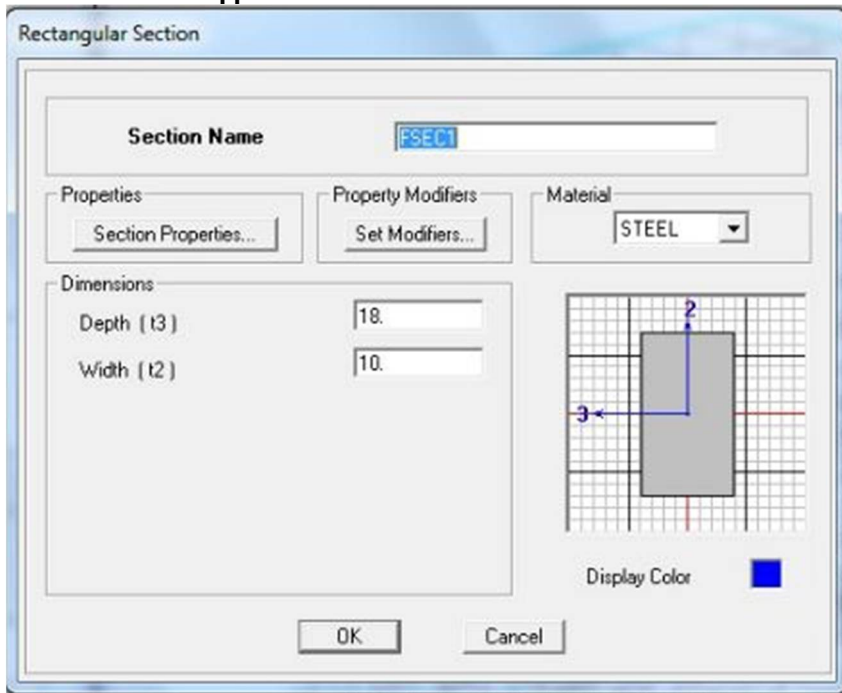 Rectangular Section
Section Name
FSEC1
Properties
Section Properties...
Property Modifiers
Set Modifiers...
Material
STEEL
Dimensions
Depth ( t3 )
18.
Width ( t2 )
10.
2
3
Display Color
OK
Cancel